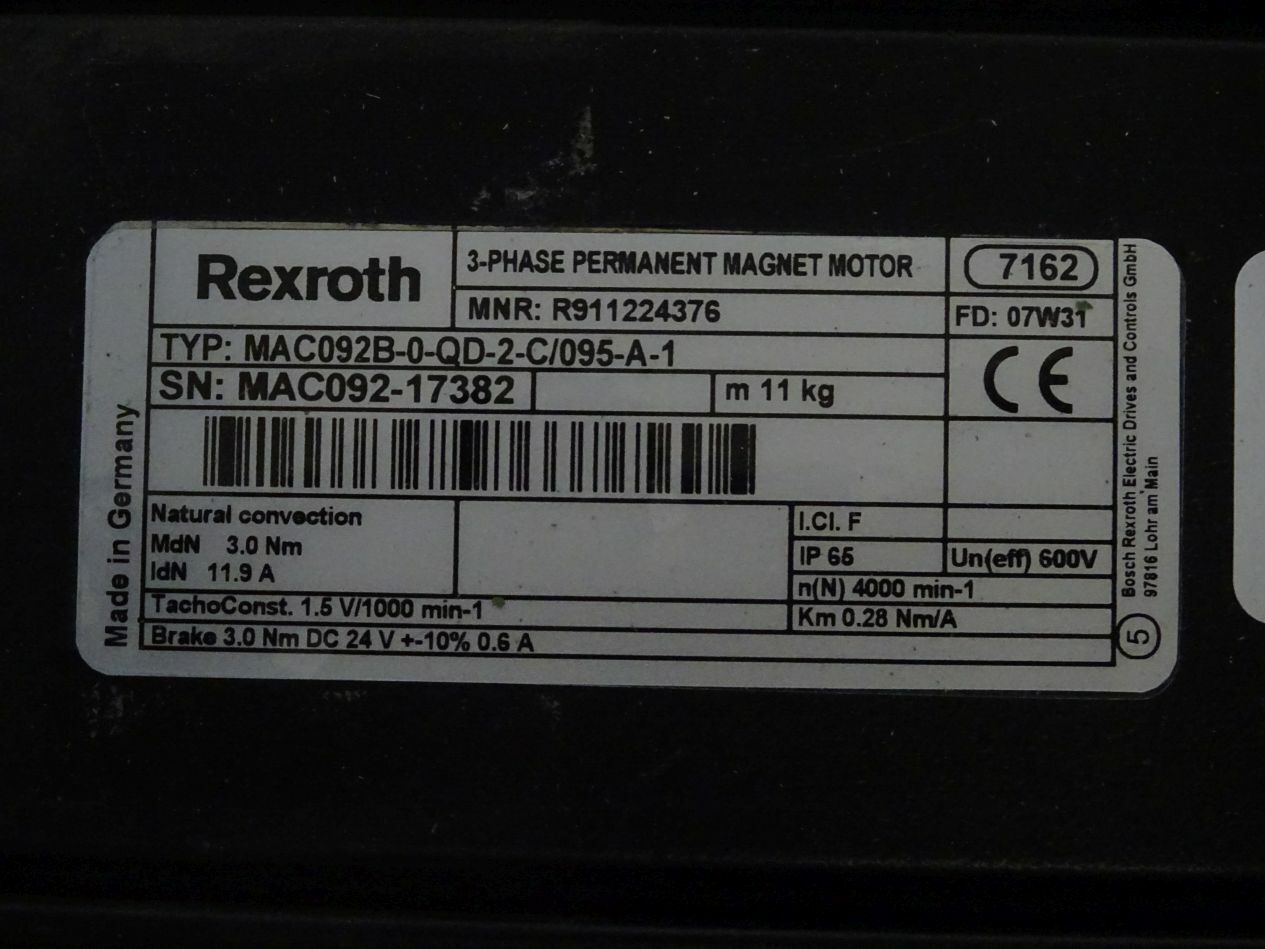 Rexroth
3-PHASE PERMANENT MAGNET MOTOR
7162
MNR: R911224376
FD: 07W31
TYP: MAC092B-0-QD-2-C/095-A-1
SN: MAC092-17382
m 11 kg
CE
Natural convection
MdN 3.0 Nm
IdN 11.9 A
I.Cl. F
IP 65
Un(eff) 600V
n(N) 4000 min-1
TachoConst. 1.5 V/1000 min-1
Km 0.28 Nm/A
Brake 3.0 Nm DC 24 V +-10% 0.6 A
Made in Germany
Bosch Rexroth Electric Drives and Controls GmbH
97816 Lohr am Main
5